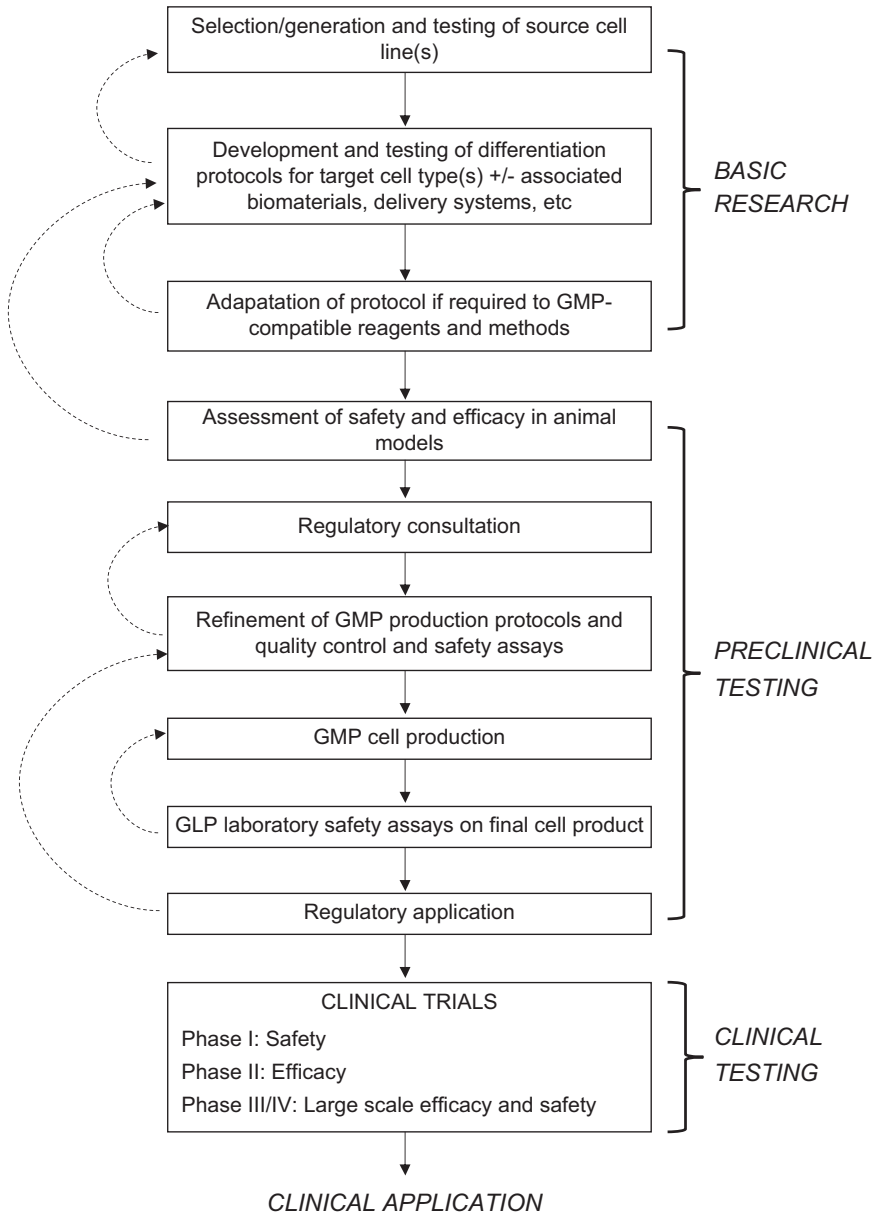 Selection/generation and testing of source cell
line(s)
Development and testing of differentiation
protocols for target cell type(s) +/- associated
biomaterials, delivery systems, etc
BASIC
RESEARCH
Adapatation of protocol if required to GMP-
compatible reagents and methods
Assessment of safety and efficacy in animal
models
Regulatory consultation
Refinement of GMP production protocols and
quality control and safety assays
PRECLINICAL
TESTING
GMP cell production
GLP laboratory safety assays on final cell product
Regulatory application
CLINICAL TRIALS
Phase I: Safety
Phase II: Efficacy
Phase III/IV: Large scale efficacy and safety
CLINICAL
TESTING
CLINICAL APPLICATION